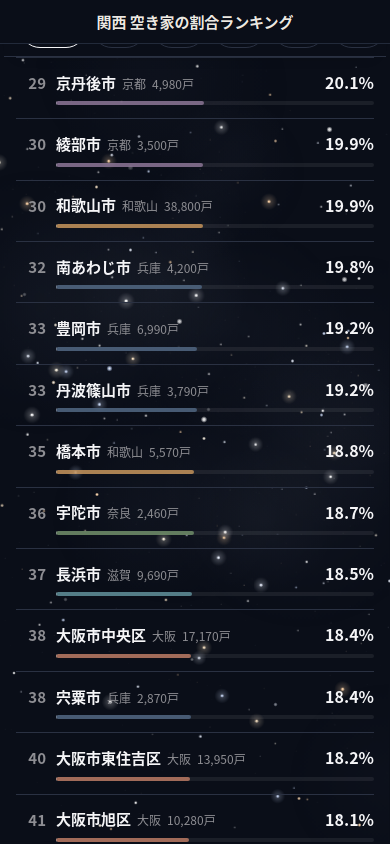 関西 空き家の割合ランキング
29 京丹後市 京都 4,980戸 20.1%
30 綾部市 京都 3,500戸 19.9%
30 和歌山市 和歌山 38,800戸 19.9%
32 南あわじ市 兵庫 4,200戸 19.8%
33 豊岡市 兵庫 6,990戸 19.2%
33 丹波篠山市 兵庫 3,790戸 19.2%
35 橋本市 和歌山 5,570戸 18.8%
36 宇陀市 奈良 2,460戸 18.7%
37 長浜市 滋賀 9,690戸 18.5%
38 大阪市中央区 大阪 17,170戸 18.4%
38 宍粟市 兵庫 2,870戸 18.4%
40 大阪市東住吉区 大阪 13,950戸 18.2%
41 大阪市旭区 大阪 10,280戸 18.1%